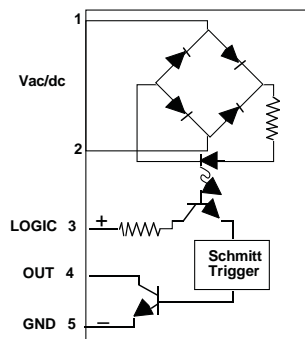 1
Vac/dc
2
LOGIC 3 +
OUT 4
GND 5 −
Schmitt
Trigger